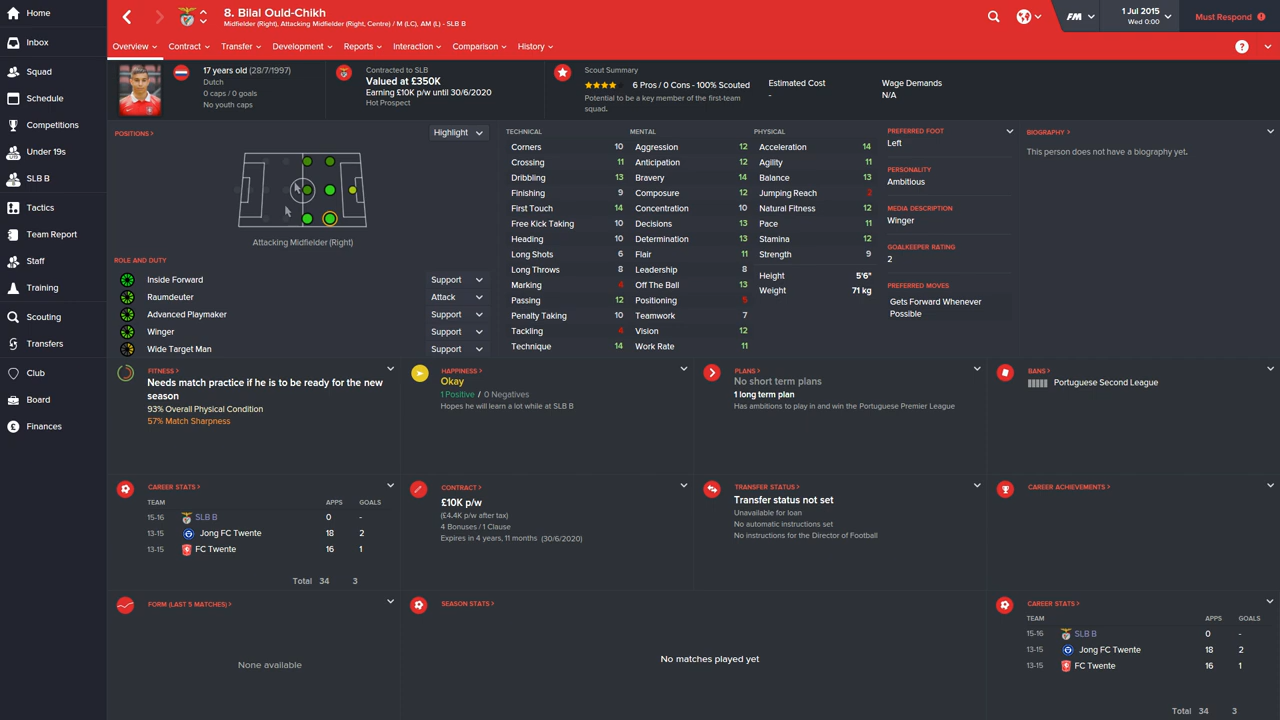 Home
Inbox
Squad
Schedule
Competitions
Under 19s
SLB B
Tactics
Team Report
Staff
Training
Scouting
Transfers
Club
Board
Finances
8. Bilal Ould-Chikh
Midfielder (Right), Attacking Midfielder (Right, Centre) / M (LC), AM (L) - SLB B
FM
1 Jul 2015
Wed 0:00
Must Respond
Overview Contract Transfer Development Reports Interaction Comparison History
?
17 years old (28/7/1997)
Dutch
0 caps / 0 goals
No youth caps
Contracted to SLB
Valued at £350K
Earning £10K p/w until 30/6/2020
Hot Prospect
Scout Summary
6 Pros / 0 Cons - 100% Scouted
Potential to be a key member of the first-team
squad.
Estimated Cost
-
Wage Demands
N/A
POSITIONS >
Highlight
Attacking Midfielder (Right)
ROLE AND DUTY
Inside Forward Support
Raumdeuter Attack
Advanced Playmaker Support
Winger Support
Wide Target Man Support
TECHNICAL
Corners 10
Crossing 11
Dribbling 13
Finishing 9
First Touch 14
Free Kick Taking 10
Heading 10
Long Shots 6
Long Throws 8
Marking 4
Passing 12
Penalty Taking 10
Tackling 4
Technique 14
MENTAL
Aggression 12
Anticipation 12
Bravery 14
Composure 12
Concentration 10
Decisions 13
Determination 13
Flair 11
Leadership 8
Off The Ball 13
Positioning 5
Teamwork 7
Vision 12
Work Rate 11
PHYSICAL
Acceleration 14
Agility 11
Balance 13
Jumping Reach 2
Natural Fitness 12
Pace 11
Stamina 12
Strength 9
Height 5'6"
Weight 71 kg
PREFERRED FOOT
Left
PERSONALITY
Ambitious
MEDIA DESCRIPTION
Winger
GOALKEEPER RATING
2
PREFERRED MOVES
Gets Forward Whenever
Possible
BIOGRAPHY >
This person does not have a biography yet.
FITNESS >
Needs match practice if he is to be ready for the new
season
93% Overall Physical Condition
57% Match Sharpness
HAPPINESS >
Okay
1 Positive / 0 Negatives
Hopes he will learn a lot while at SLB B
PLANS >
No short term plans
1 long term plan
Has ambitions to play in and win the Portuguese Premier League
BANS >
Portuguese Second League
CAREER STATS >
TEAM APPS GOALS
15-16 SLB B 0 -
13-15 Jong FC Twente 18 2
13-15 FC Twente 16 1
Total 34 3
CONTRACT >
£10K p/w
(£4.4K p/w after tax)
4 Bonuses / 1 Clause
Expires in 4 years, 11 months (30/6/2020)
TRANSFER STATUS >
Transfer status not set
Unavailable for loan
No automatic instructions set
No instructions for the Director of Football
CAREER ACHIEVEMENTS >
FORM (LAST 5 MATCHES) >
None available
SEASON STATS >
No matches played yet
CAREER STATS >
TEAM APPS GOALS
15-16 SLB B 0 -
13-15 Jong FC Twente 18 2
13-15 FC Twente 16 1
Total 34 3